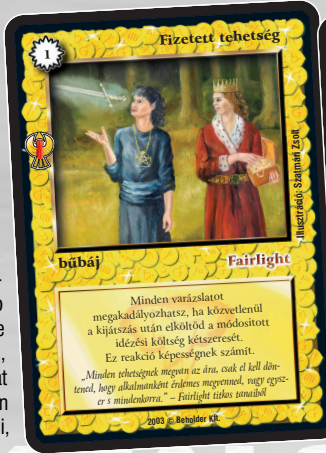 Fizetett tehetség
1
Illusztráció: Szatmári Zsolt
bűbáj
Fairlight
Minden varázslatot
megakadályozhatsz, ha közvetlenül
a kijátszás után elköltöd a módosított
idézési költség kétszeresét.
Ez reakció képességnek számít.
„Minden tehetségnek megvan az ára, csak el kell dön-
tened, hogy alkalmanként érdemes megvenned, vagy egysz-
er s mindenkorra." – Fairlight titkos tanaiból
2003 © Beholder Kft.